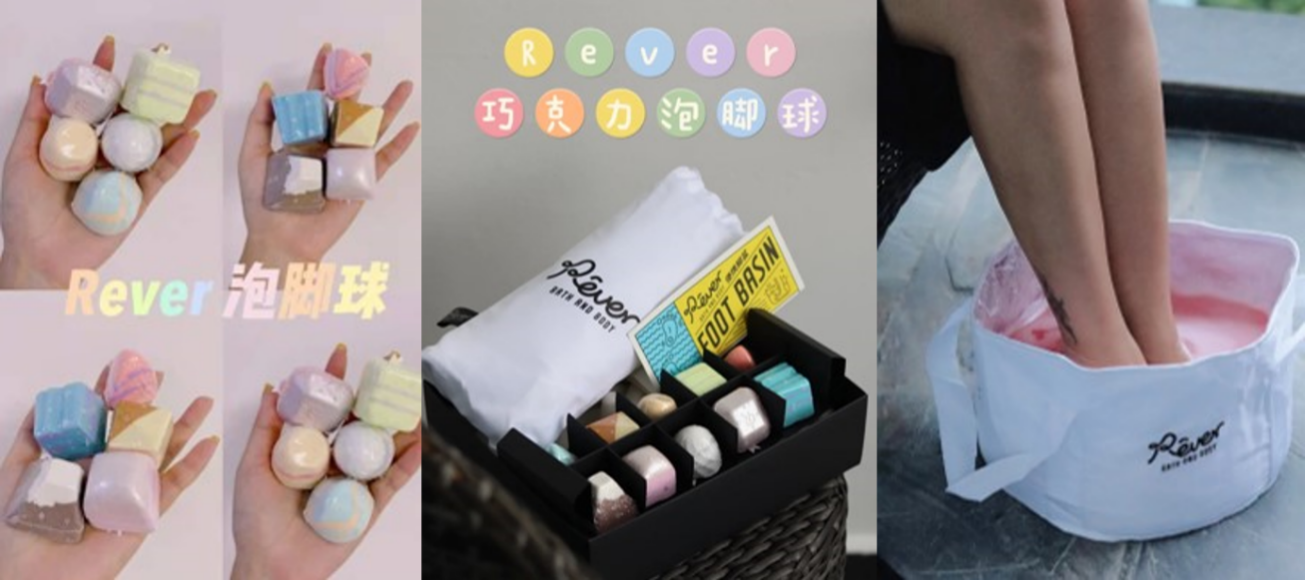 Rever 泡脚球
Rever
巧克力泡脚球
Rêver
BATH AND BODY
Rêver
FOOT BASIN
Rêver
BATH AND BODY